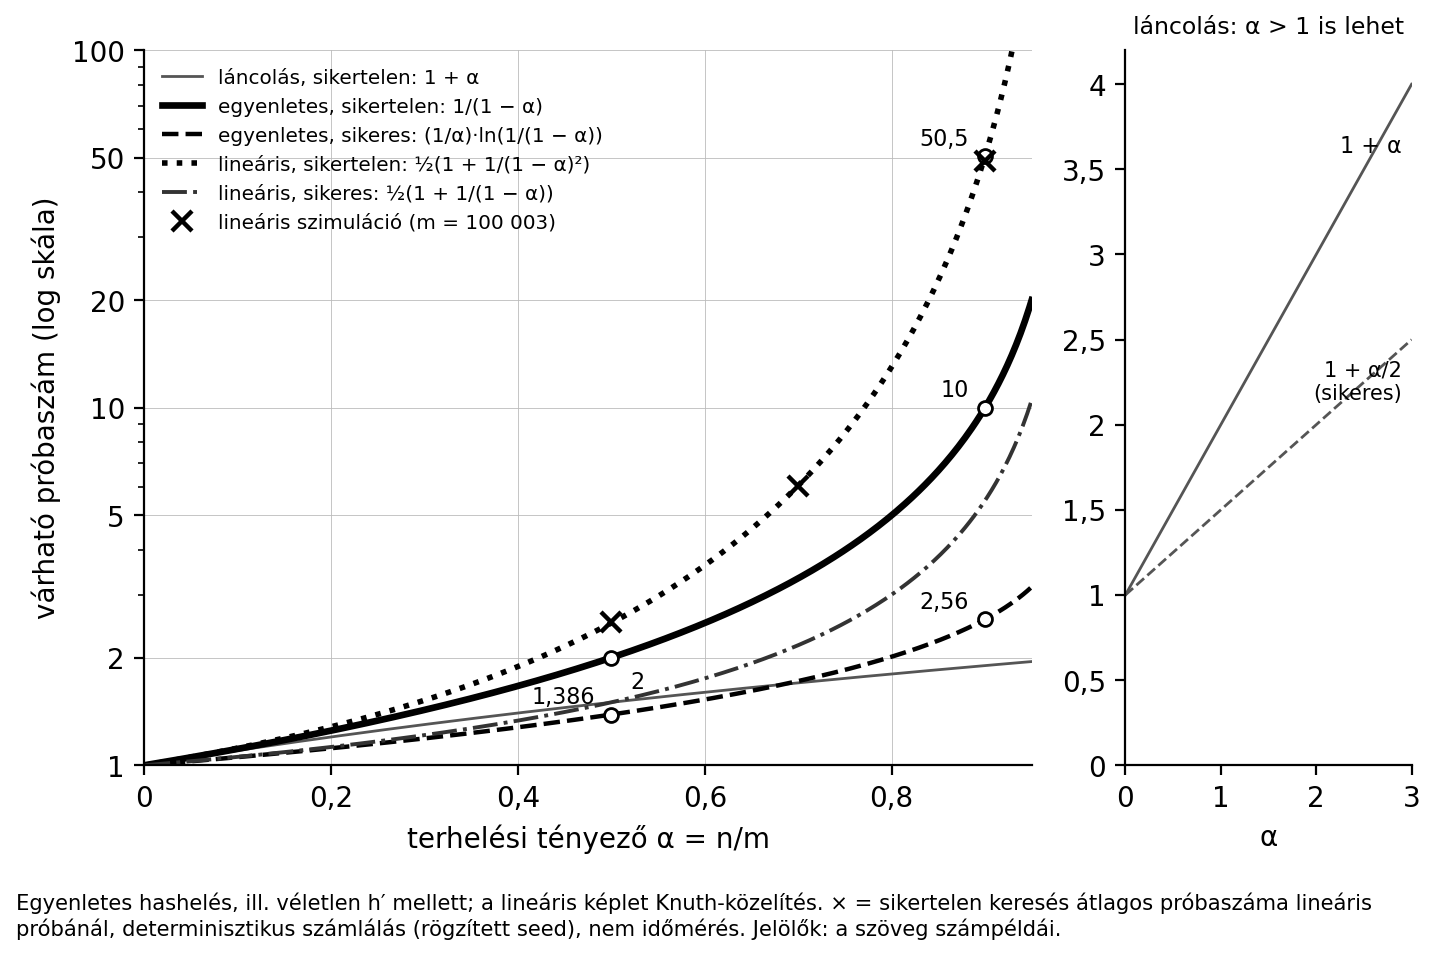 láncolás: α > 1 is lehet
100
50
20
10
5
2
1
várható próbaszám (log skála)
láncolás, sikertelen: 1 + α
egyenletes, sikertelen: 1/(1 − α)
egyenletes, sikeres: (1/α)·ln(1/(1 − α))
lineáris, sikertelen: ½(1 + 1/(1 − α)²)
lineáris, sikeres: ½(1 + 1/(1 − α))
lineáris szimuláció (m = 100 003)
50,5
10
2,56
2
1,386
0
0,2
0,4
0,6
0,8
terhelési tényező α = n/m
4
3,5
3
2,5
2
1,5
1
0,5
0
1 + α
1 + α/2
(sikeres)
0
1
2
3
α
Egyenletes hashelés, ill. véletlen h′ mellett; a lineáris képlet Knuth-közelítés. × = sikertelen keresés átlagos próbaszáma lineáris
próbánál, determinisztikus számlálás (rögzített seed), nem időmérés. Jelölők: a szöveg számpéldái.